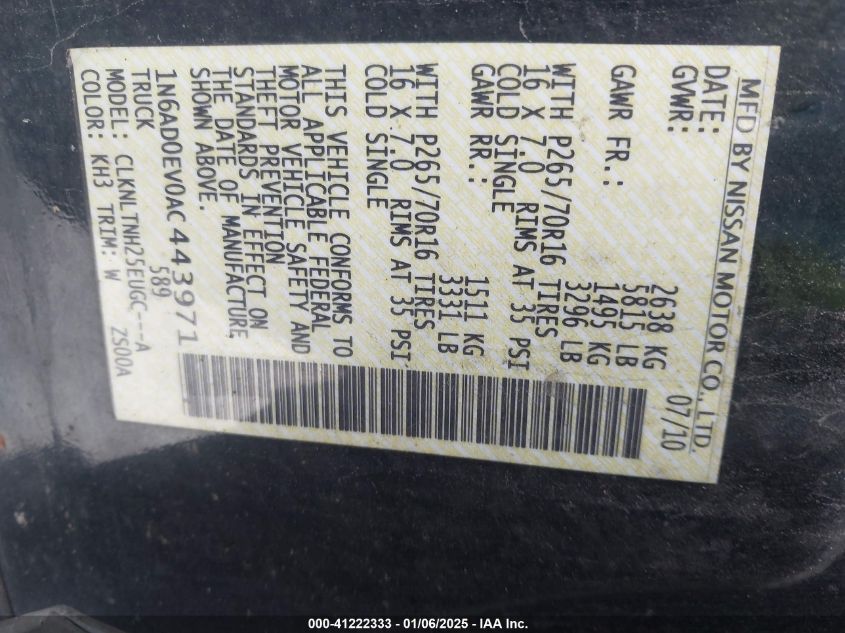 MFD BY NISSAN MOTOR CO., LTD.
DATE: 07/10
GVWR: 2638 KG
5815 LB
GAWR FR.: 1495 KG
3296 LB
WITH P265/70R16 TIRES
16 X 7.0 RIMS AT 35 PSI
COLD SINGLE
GAWR RR.: 1511 KG
3331 LB
WITH P265/70R16 TIRES
16 X 7.0 RIMS AT 35 PSI
COLD SINGLE
THIS VEHICLE CONFORMS TO
ALL APPLICABLE FEDERAL
MOTOR VEHICLE SAFETY AND
THEFT PREVENTION
STANDARDS IN EFFECT ON
THE DATE OF MANUFACTURE,
SHOWN ABOVE.
1N6AD0EV0AC443971
TRUCK 589
MODEL: CLKNLTNHZ5EUGC---A
COLOR: KH3 TRIM: W ZS00A
000-41222333 - 01/06/2025 - IAA Inc.